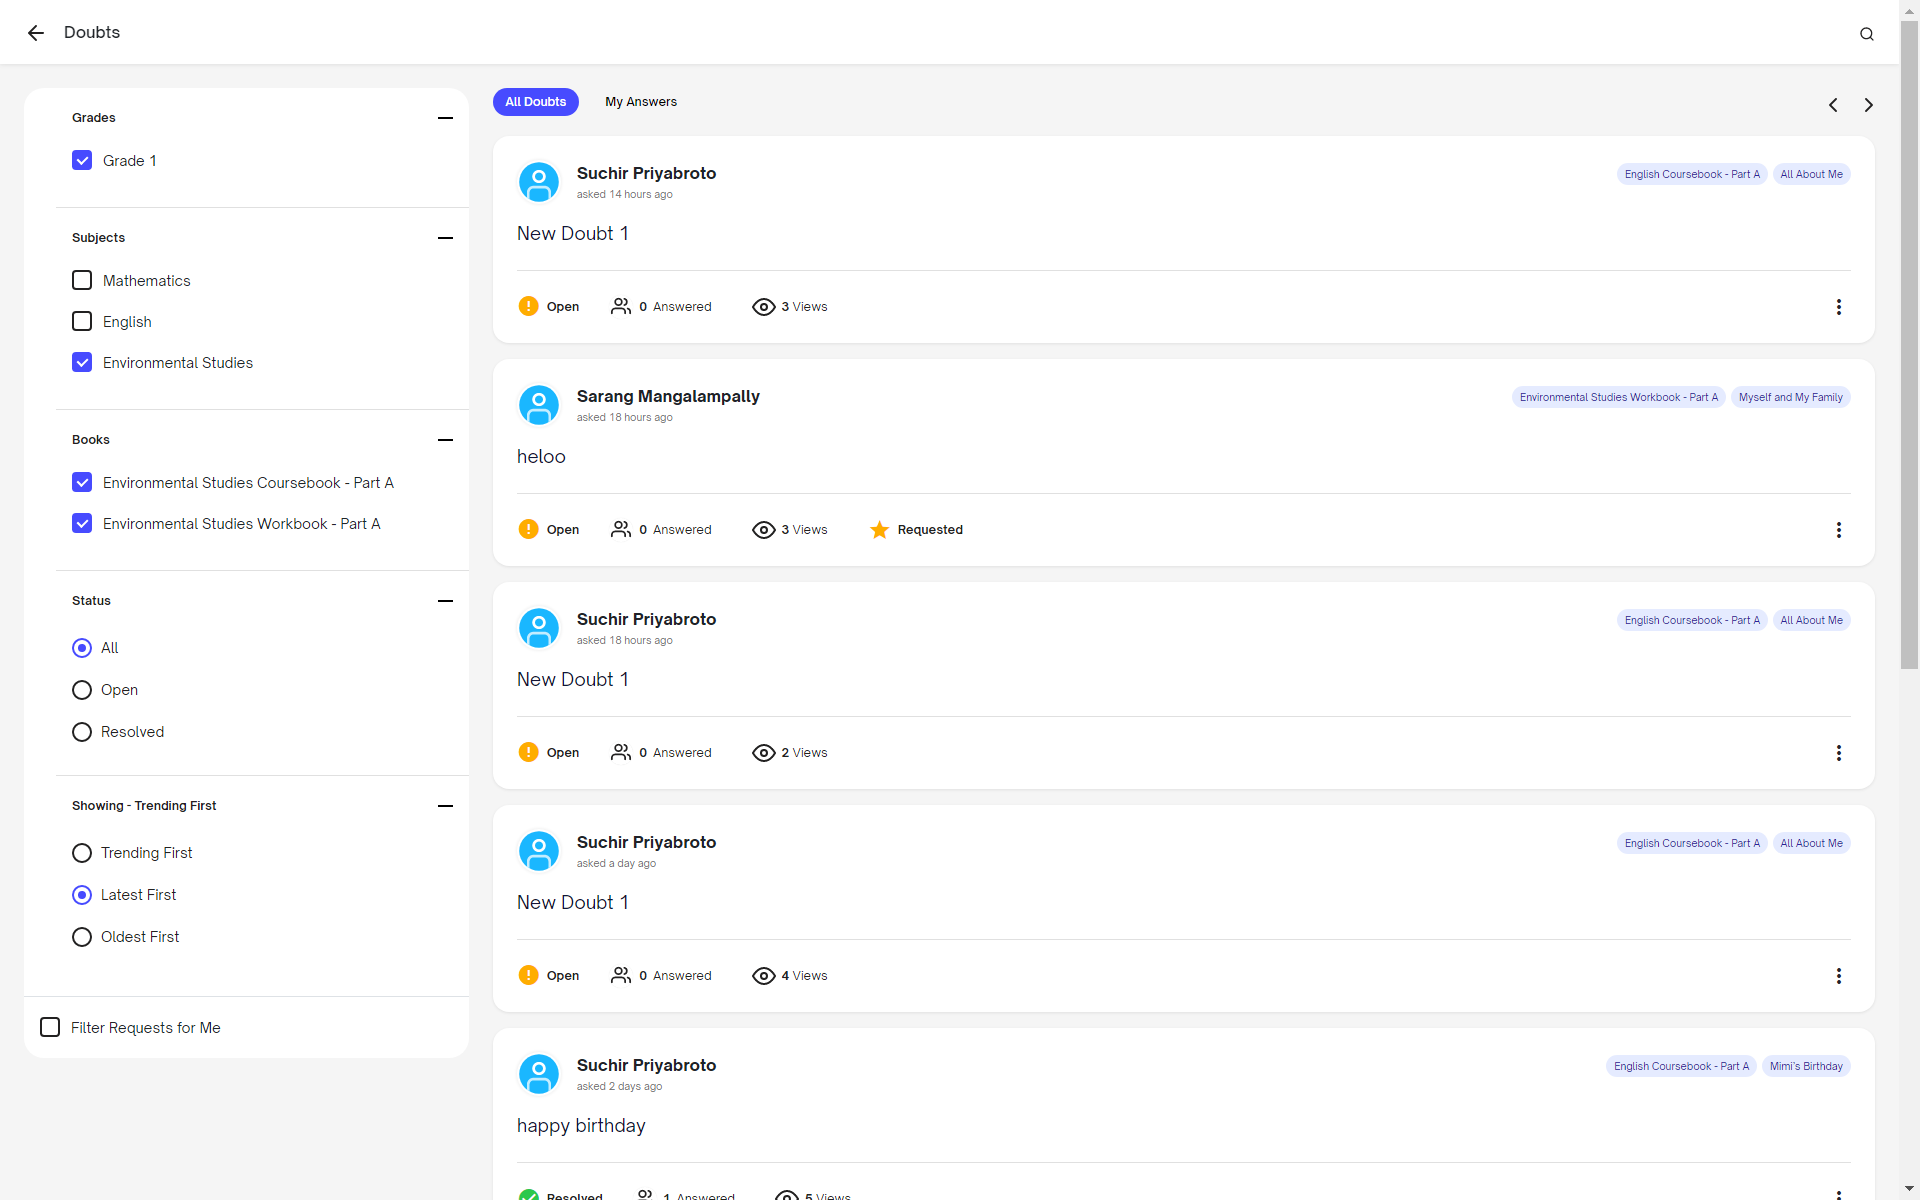 Doubts
Grades
Grade 1
Subjects
Mathematics
English
Environmental Studies
Books
Environmental Studies Coursebook - Part A
Environmental Studies Workbook - Part A
Status
All
Open
Resolved
Showing - Trending First
Trending First
Latest First
Oldest First
Filter Requests for Me
All Doubts My Answers
Suchir Priyabroto
asked 14 hours ago
English Coursebook - Part A All About Me
New Doubt 1
Open 0 Answered 3 Views
Sarang Mangalampally
asked 18 hours ago
Environmental Studies Workbook - Part A Myself and My Family
heloo
Open 0 Answered 3 Views Requested
Suchir Priyabroto
asked 18 hours ago
English Coursebook - Part A All About Me
New Doubt 1
Open 0 Answered 2 Views
Suchir Priyabroto
asked a day ago
English Coursebook - Part A All About Me
New Doubt 1
Open 0 Answered 4 Views
Suchir Priyabroto
asked 2 days ago
English Coursebook - Part A Mimi's Birthday
happy birthday
Resolved 1 Answered 5 Views